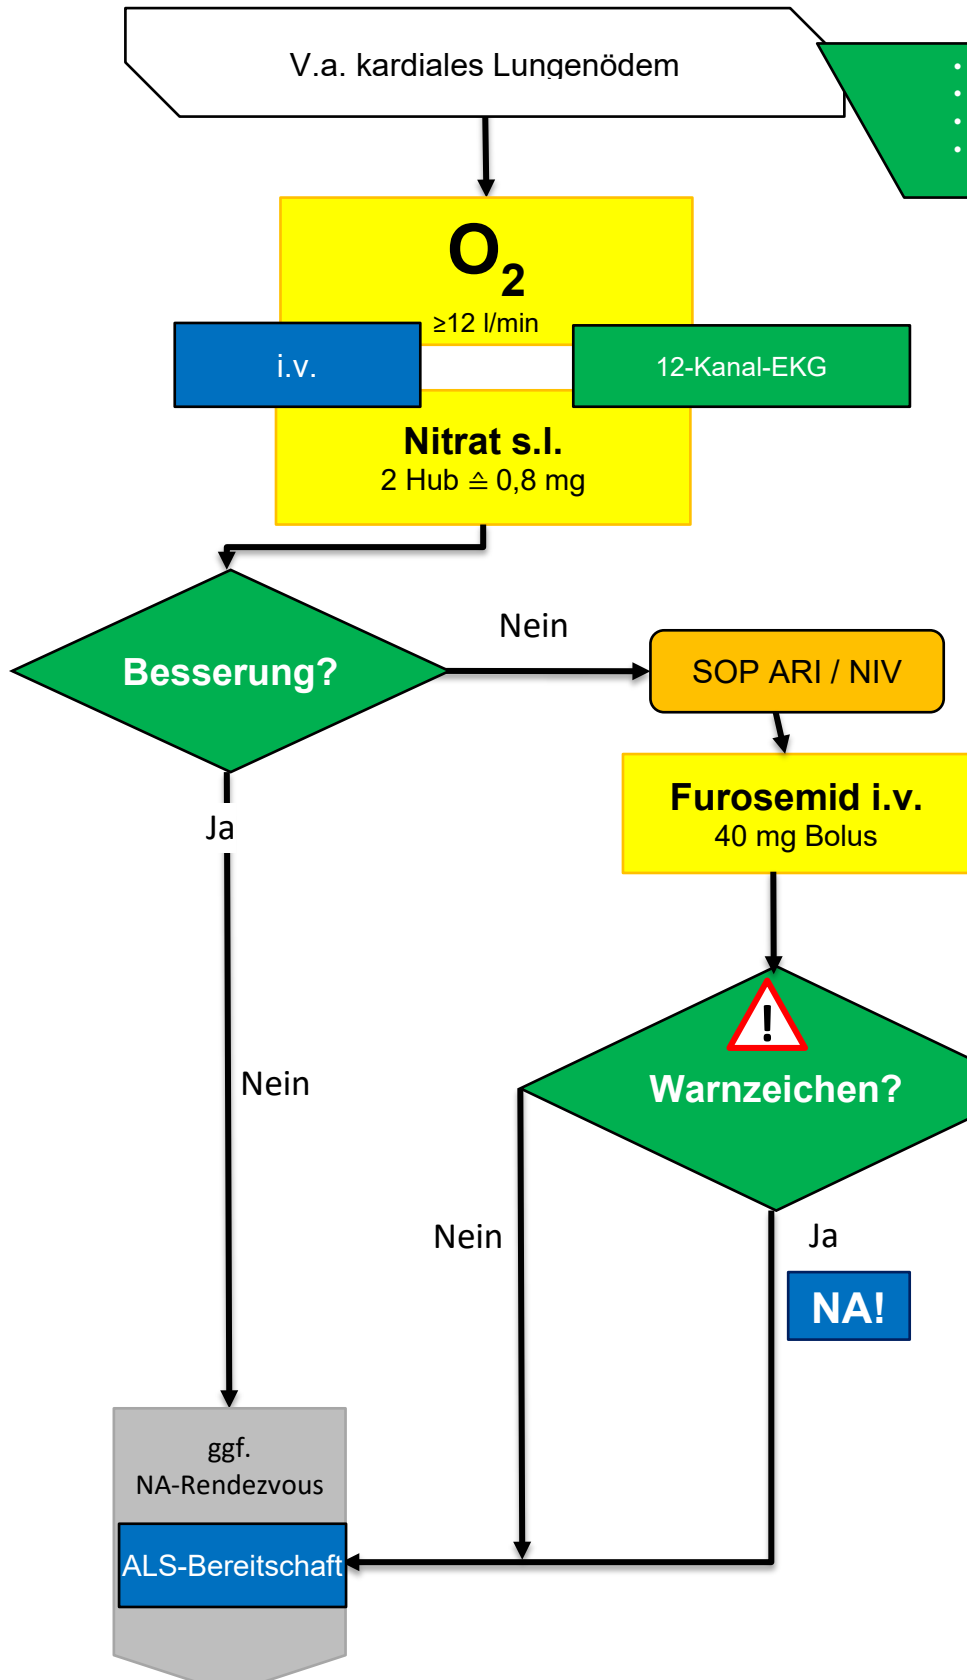 V.a. kardiales Lungenödem
O₂
≥12 l/min
i.v.
12-Kanal-EKG
Nitrat s.l.
2 Hub ≙ 0,8 mg
Nein
Besserung?
SOP ARI / NIV
Furosemid i.v.
40 mg Bolus
Ja
!
Nein
Warnzeichen?
Nein
Ja
NA!
ggf.
NA-Rendezvous
ALS-Bereitschaft